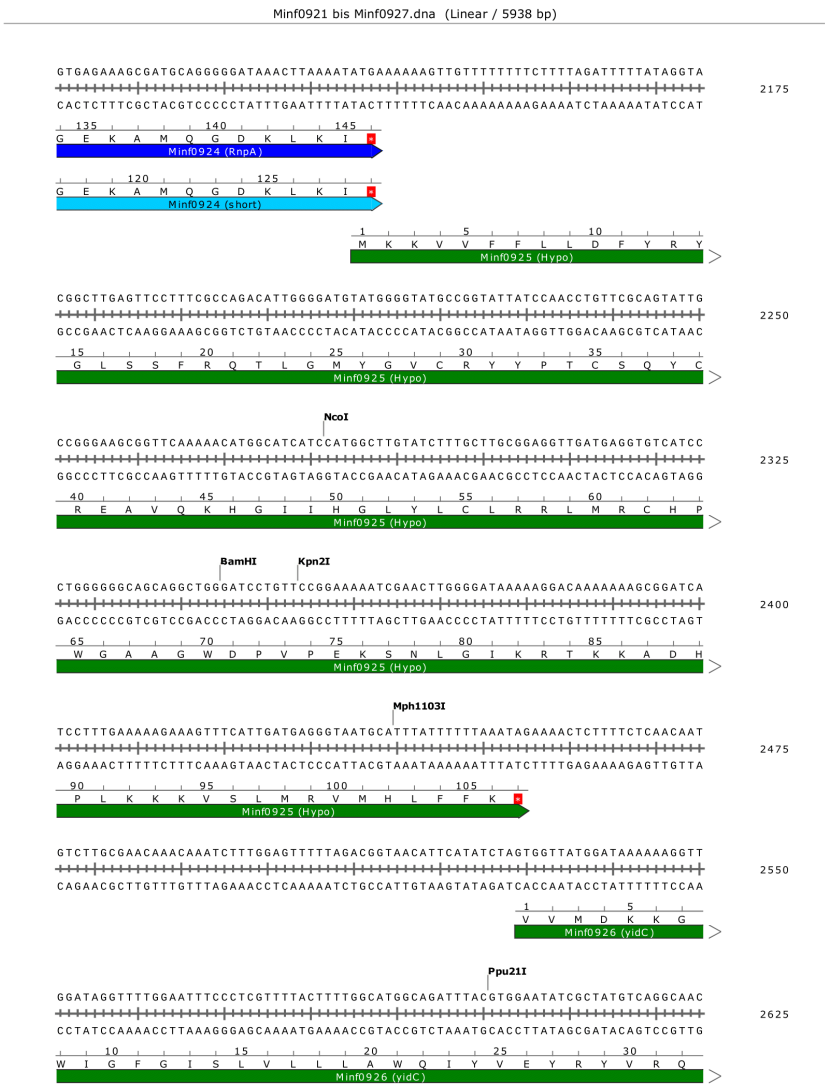 Minf0921 bis Minf0927.dna (Linear / 5938 bp)
GTGAGAAAGCGATGCAGGGGGATAAACTTAAAATATGAAAAAAGTTGTTTTTTTTCTTTTAGATTTTTATAGGTA
2175
CACTCTTTCGCTACGTCCCCCTATTTGAATTTTATACTTTTTTCAACAAAAAAAAGAAAATCTAAAAATATCCAT
135 140 145
G E K A M Q G D K L K I *
Minf0924 (RnpA)
120 125
G E K A M Q G D K L K I *
Minf0924 (short)
1 5 10
M K K V V F F L L D F Y R Y
Minf0925 (Hypo)
CGGCTTGAGTTCCTTTCGCCAGACATTGGGGATGTATGGGGTATGCCGGTATTATCCAACCTGTTCGCAGTATTG
2250
GCCGAACTCAAGGAAAGCGGTCTGTAACCCCTACATACCCCATACGGCCATAATAGGTTGGACAAGCGTCATAAC
15 20 25 30 35
G L S S F R Q T L G M Y G V C R Y Y P T C S Q Y C
Minf0925 (Hypo)
NcoI
CCGGGAAGCGGTTCAAAAACATGGCATCATCCATGGCTTGTATCTTTGCTTGCGGAGGTTGATGAGGTGTCATCC
2325
GGCCCTTCGCCAAGTTTTTGTACCGTAGTAGGTACCGAACATAGAAACGAACGCCTCCAACTACTCCACAGTAGG
40 45 50 55 60
R E A V Q K H G I I H G L Y L C L R R L M R C H P
Minf0925 (Hypo)
BamHI Kpn2I
CTGGGGGGCAGCAGGCTGGGATCCTGTTCCGGAAAAATCGAACTTGGGGATAAAAAGGACAAAAAAAGCGGATCA
2400
GACCCCCCGTCGTCCGACCCTAGGACAAGGCCTTTTTAGCTTGAACCCCTATTTTTCCTGTTTTTTTCGCCTAGT
65 70 75 80 85
W G A A G W D P V P E K S N L G I K R T K K A D H
Minf0925 (Hypo)
Mph1103I
TCCTTTGAAAAAGAAAGTTTCATTGATGAGGGTAATGCATTTATTTTTTAAATAGAAAACTCTTTTCTCAACAAT
2475
AGGAAACTTTTTCTTTCAAAGTAACTACTCCCATTACGTAAATAAAAAATTTATCTTTTGAGAAAAGAGTTGTTA
90 95 100 105
P L K K K V S L M R V M H L F F K *
Minf0925 (Hypo)
GTCTTGCGAACAAACAAATCTTTGGAGTTTTTAGACGGTAACATTCATATCTAGTGGTTATGGATAAAAAAGGTT
2550
CAGAACGCTTGTTTGTTTAGAAACCTCAAAAATCTGCCATTGTAAGTATAGATCACCAATACCTATTTTTTCCAA
1 5
V V M D K K G
Minf0926 (yidC)
Ppu21I
GGATAGGTTTTGGAATTTCCCTCGTTTTACTTTTGGCATGGCAGATTTACGTGGAATATCGCTATGTCAGGCAAC
2625
CCTATCCAAAACCTTAAAGGGAGCAAAATGAAAACCGTACCGTCTAAATGCACCTTATAGCGATACAGTCCGTTG
10 15 20 25 30
W I G F G I S L V L L L A W Q I Y V E Y R Y V R Q
Minf0926 (yidC)